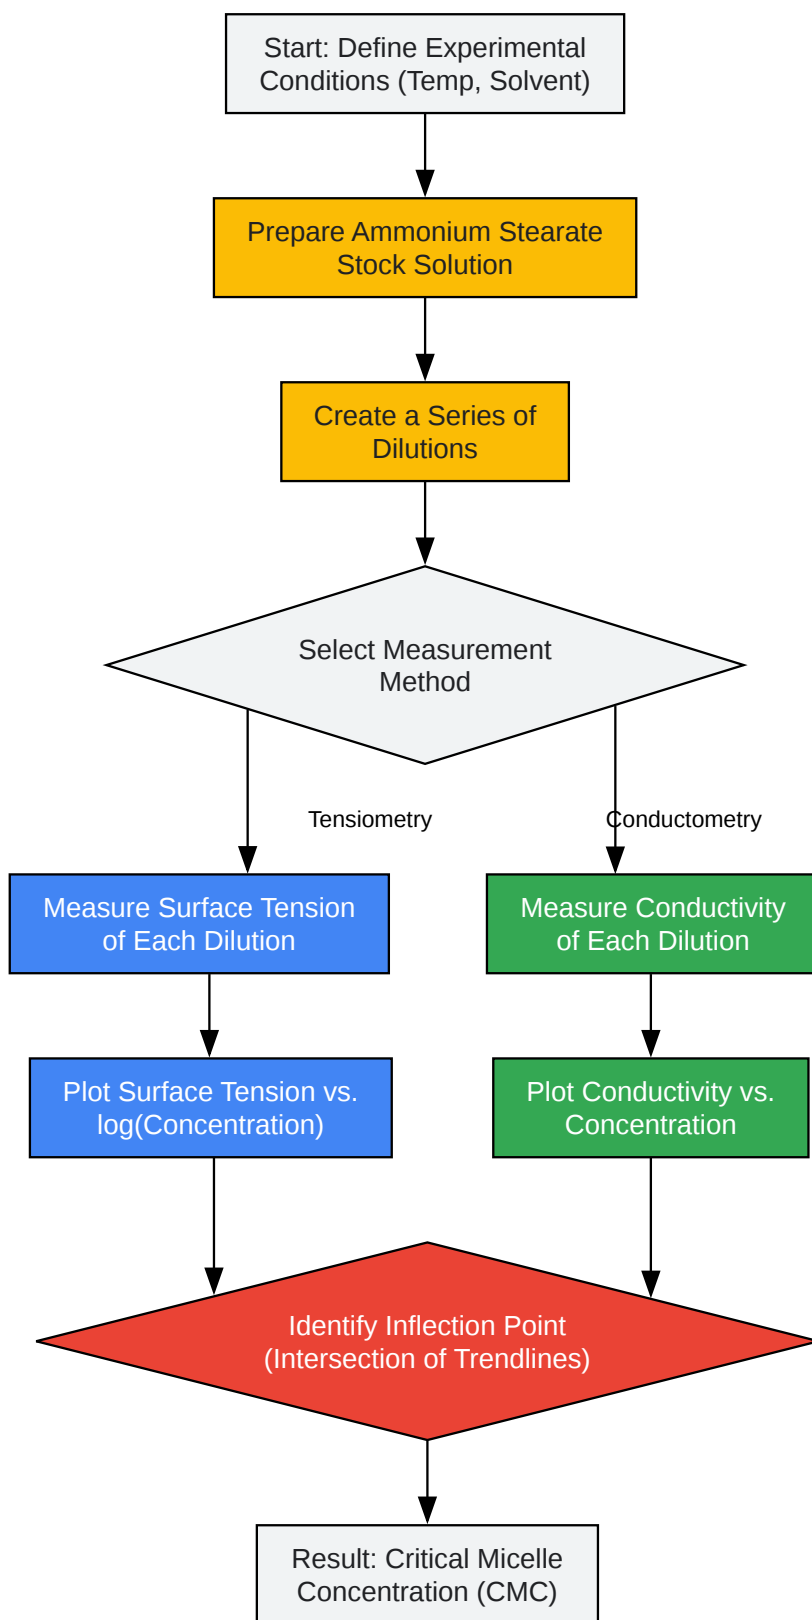 Start: Define Experimental
Conditions (Temp, Solvent)
Prepare Ammonium Stearate
Stock Solution
Create a Series of
Dilutions
Select Measurement
Method
Tensiometry
Conductometry
Measure Surface Tension
of Each Dilution
Measure Conductivity
of Each Dilution
Plot Surface Tension vs.
log(Concentration)
Plot Conductivity vs.
Concentration
Identify Inflection Point
(Intersection of Trendlines)
Result: Critical Micelle
Concentration (CMC)